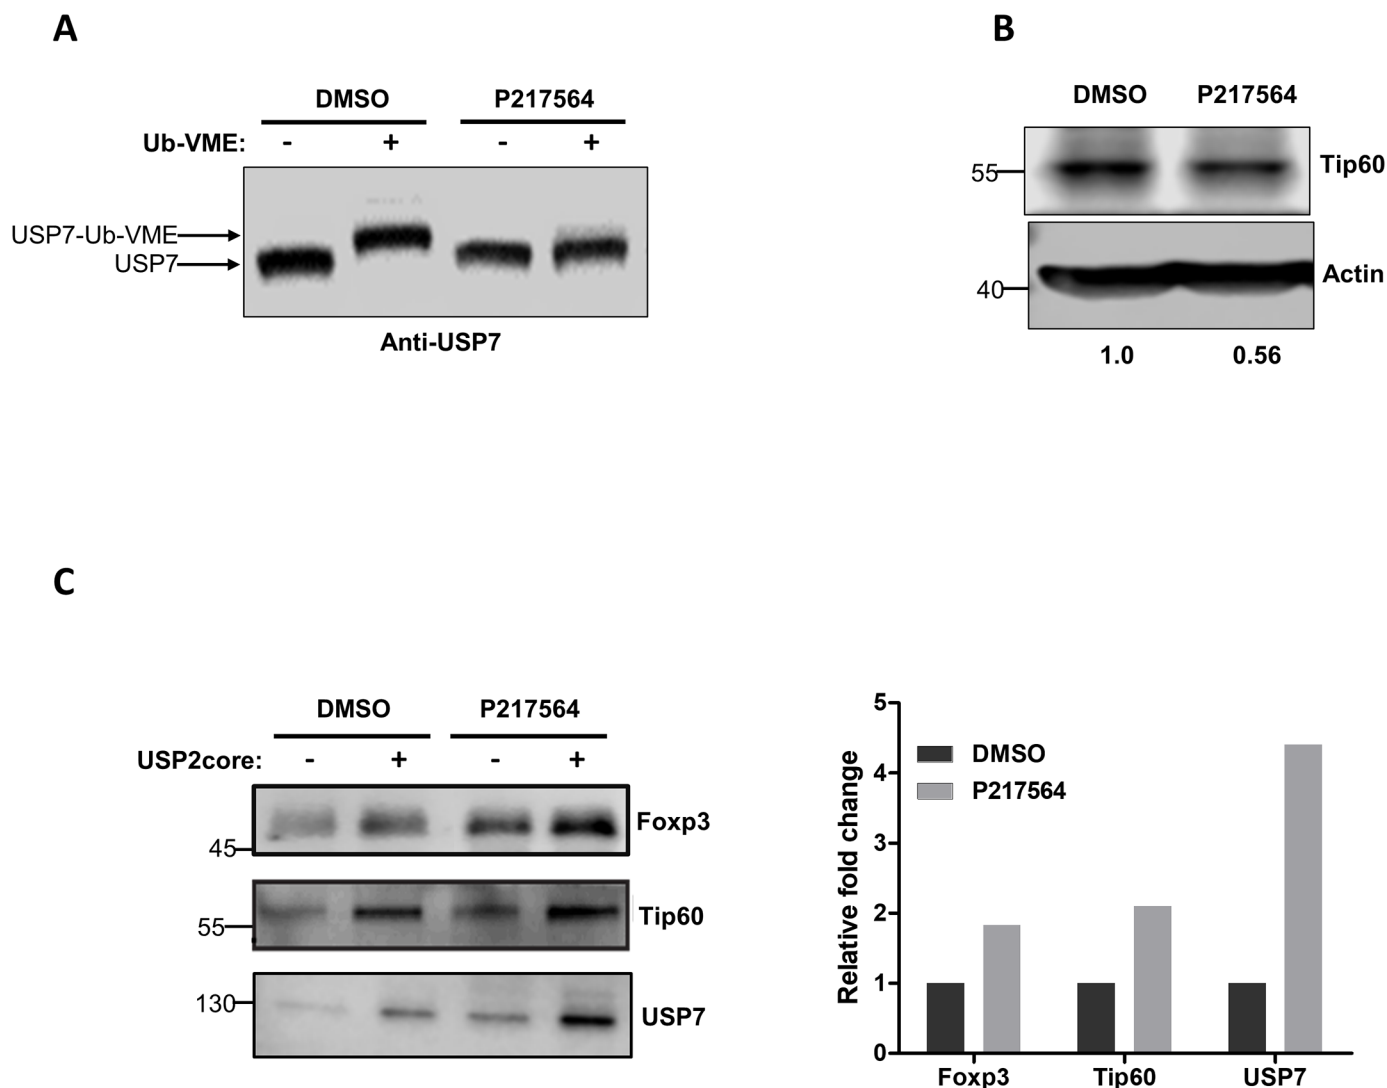 A
DMSO P217564
Ub-VME: - + - +
USP7-Ub-VME
USP7
Anti-USP7
B
DMSO P217564
55 Tip60
40 Actin
1.0 0.56
C
DMSO P217564
USP2core: - + - +
Foxp3
45
Tip60
55
130 USP7
Relative fold change
5
4
3
2
1
0
DMSO
P217564
Foxp3 Tip60 USP7